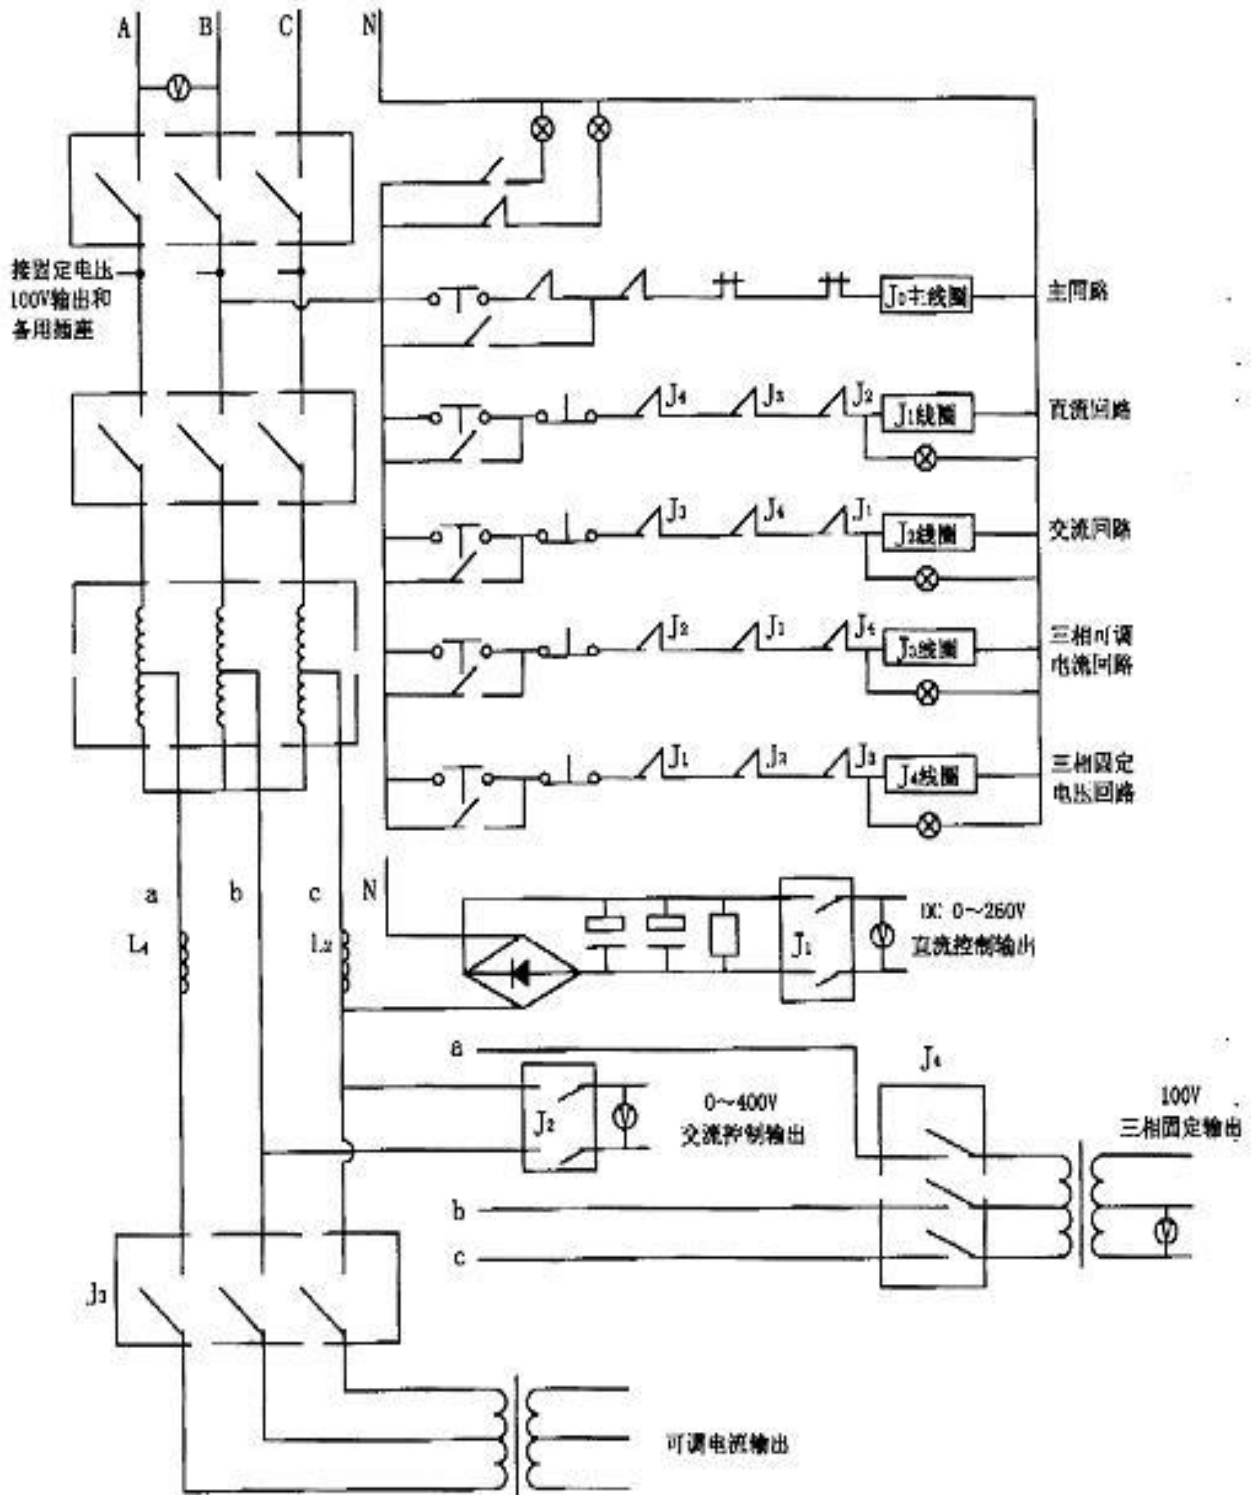 A B C N
V
接固定电压
100V输出和
备用插座
J0主线圈
主回路
J4 J3 J2
J1线圈
直流回路
J3 J4 J1
J2线圈
交流回路
J2 J1 J4
J3线圈
三相可调
电流回路
J1 J2 J3
J4线圈
三相固定
电压回路
a b c N
L1 L2
J1
V
DC 0～260V
直流控制输出
a
J2
V
0～400V
交流控制输出
J4
100V
三相固定输出
b
c
V
J3
可调电流输出